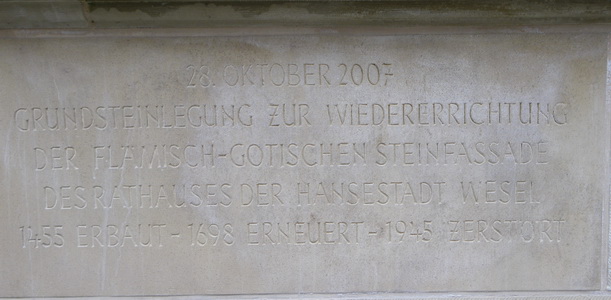 28. OKTOBER 2007
GRUNDSTEINLEGUNG ZUR WIEDERERRICHTUNG
DER FLÄMISCH-GOTISCHEN STEINFASSADE
DES RATHAUSES DER HANSESTADT WESEL
1455 ERBAUT - 1698 ERNEUERT - 1945 ZERSTÖRT